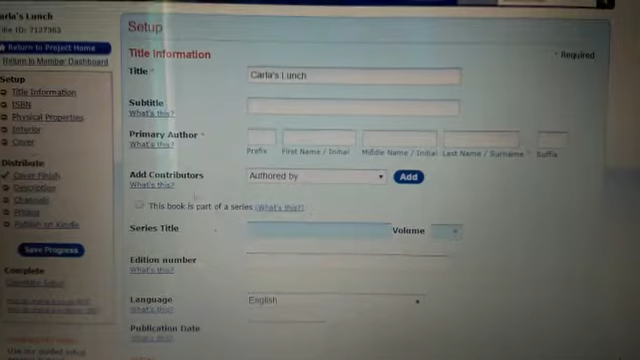 Carla's Lunch
Title ID: 7127363
Return to Project Home
Return to Member Dashboard
Setup
Title Information
ISBN
Physical Properties
Interior
Cover
Distribute
Cover Finish
Description
Channels
Pricing
Publish on Kindle
Save Progress
Complete
Setup
Title Information
* Required
Title *
Carla's Lunch
Subtitle
What's this?
Primary Author *
What's this?
Prefix
First Name / Initial
Middle Name / Initial
Last Name / Surname *
Suffix
Add Contributors
What's this?
Authored by
Add
This book is part of a series (What's this?)
Series Title
Volume
Edition number
What's this?
Language
What's this?
English
Publication Date
What's this?